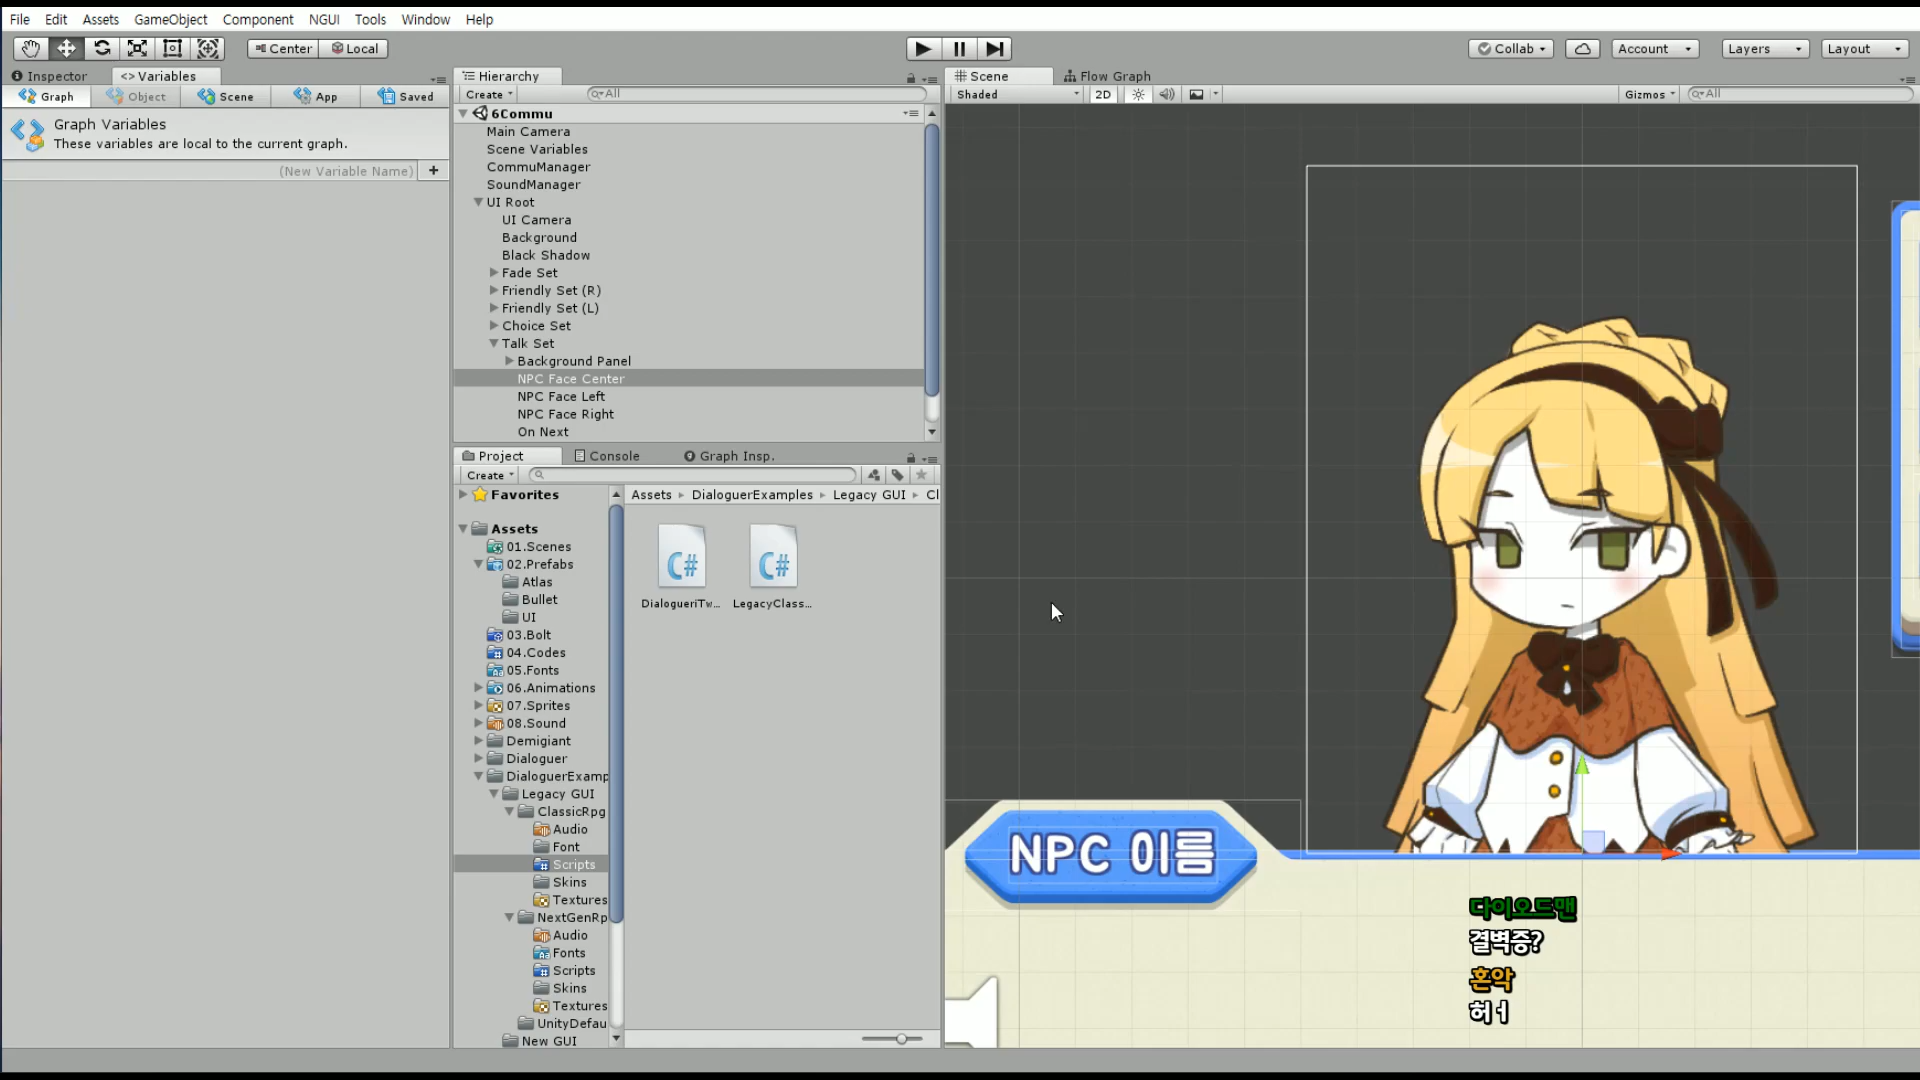 File Edit Assets GameObject Component NGUI Tools Window Help
Center Local
Collab Account Layers Layout
Inspector <> Variables
Graph Object Scene App Saved
Graph Variables
These variables are local to the current graph.
(New Variable Name) +
Hierarchy
Create All
6Commu
Main Camera
Scene Variables
CommuManager
SoundManager
UI Root
UI Camera
Background
Black Shadow
Fade Set
Friendly Set (R)
Friendly Set (L)
Choice Set
Talk Set
Background Panel
NPC Face Center
NPC Face Left
NPC Face Right
On Next
Project Console Graph Insp.
Create
Favorites
Assets
01.Scenes
02.Prefabs
Atlas
Bullet
UI
03.Bolt
04.Codes
05.Fonts
06.Animations
07.Sprites
08.Sound
Demigiant
Dialoguer
DialoguerExamp
Legacy GUI
ClassicRpg
Audio
Font
Scripts
Skins
Textures
NextGenRp
Audio
Fonts
Scripts
Skins
Textures
UnityDefau
New GUI
Assets DialoguerExamples Legacy GUI Cl
C# C#
DialogueriTw... LegacyClass...
Scene Flow Graph
Shaded 2D Gizmos All
NPC 이름
다이오드맨
결벽증?
혼악
허ㅓ